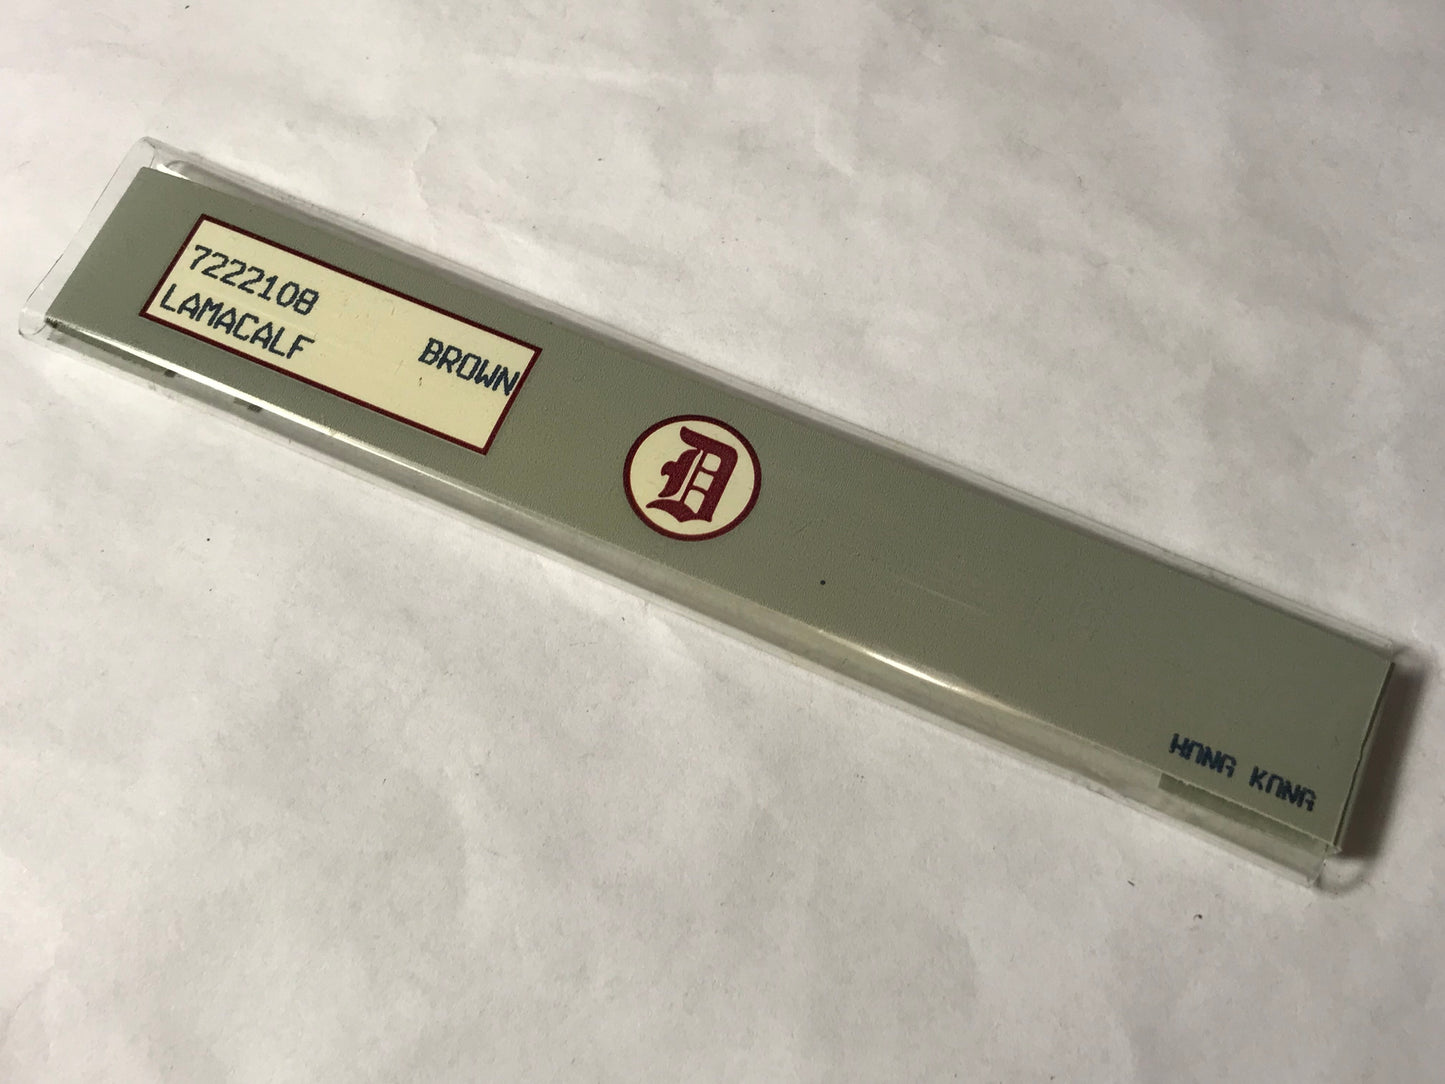 7222108
LAMACALF BROWN
D
HONG KONG